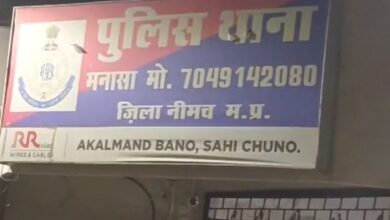 पुलिस थाना
मनासा मो. 7049142080
ज़िला नीमच म.प्र.
RR
WIRES & CABLES
AKALMAND BANO, SAHI CHUNO.